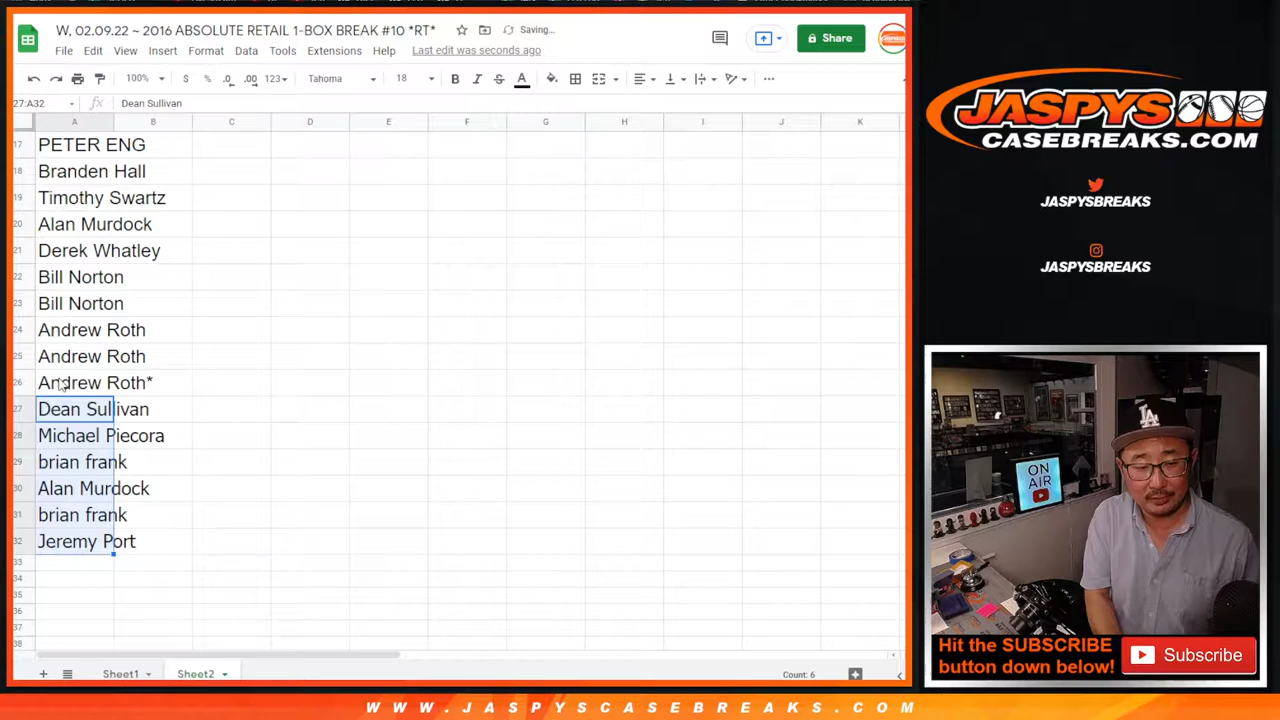 W, 02.09.22 ~ 2016 ABSOLUTE RETAIL 1-BOX BREAK #10 *RT*
Saving...
File Edit View Insert Format Data Tools Extensions Help Last edit was seconds ago
Share
100% $ % .0 .00 123 Tahoma 18 B I S A
27:A32 fx Dean Sullivan
A B C D E F G H I J K
17 PETER ENG
18 Branden Hall
19 Timothy Swartz
20 Alan Murdock
21 Derek Whatley
22 Bill Norton
23 Bill Norton
24 Andrew Roth
25 Andrew Roth
26 Andrew Roth*
27 Dean Sullivan
28 Michael Piecora
29 brian frank
30 Alan Murdock
31 brian frank
32 Jeremy Port
33
34
35
36
37
38
Sheet1 Sheet2 Count: 6
JASPYS
CASEBREAKS.COM
JASPYSBREAKS
JASPYSBREAKS
LA
ON
AIR
Hit the SUBSCRIBE
button down below!
Subscribe
WWW.JASPYSCASEBREAKS.COM